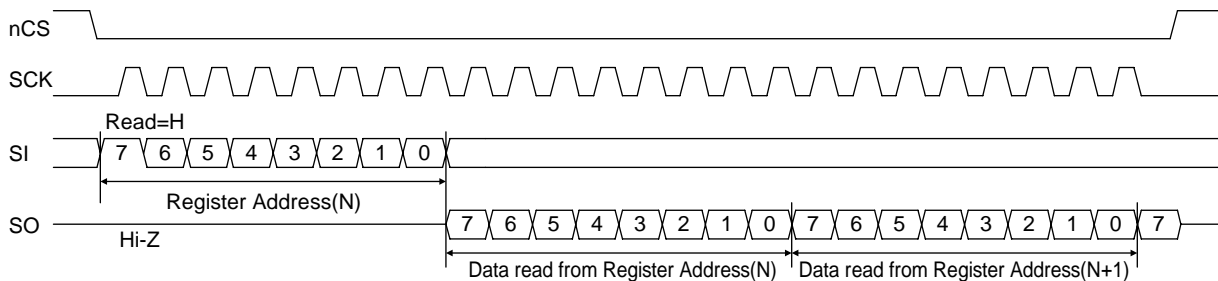 nCS
SCK
Read=H
SI 7 6 5 4 3 2 1 0
Register Address(N)
SO Hi-Z 7 6 5 4 3 2 1 0 7 6 5 4 3 2 1 0 7
Data read from Register Address(N) Data read from Register Address(N+1)